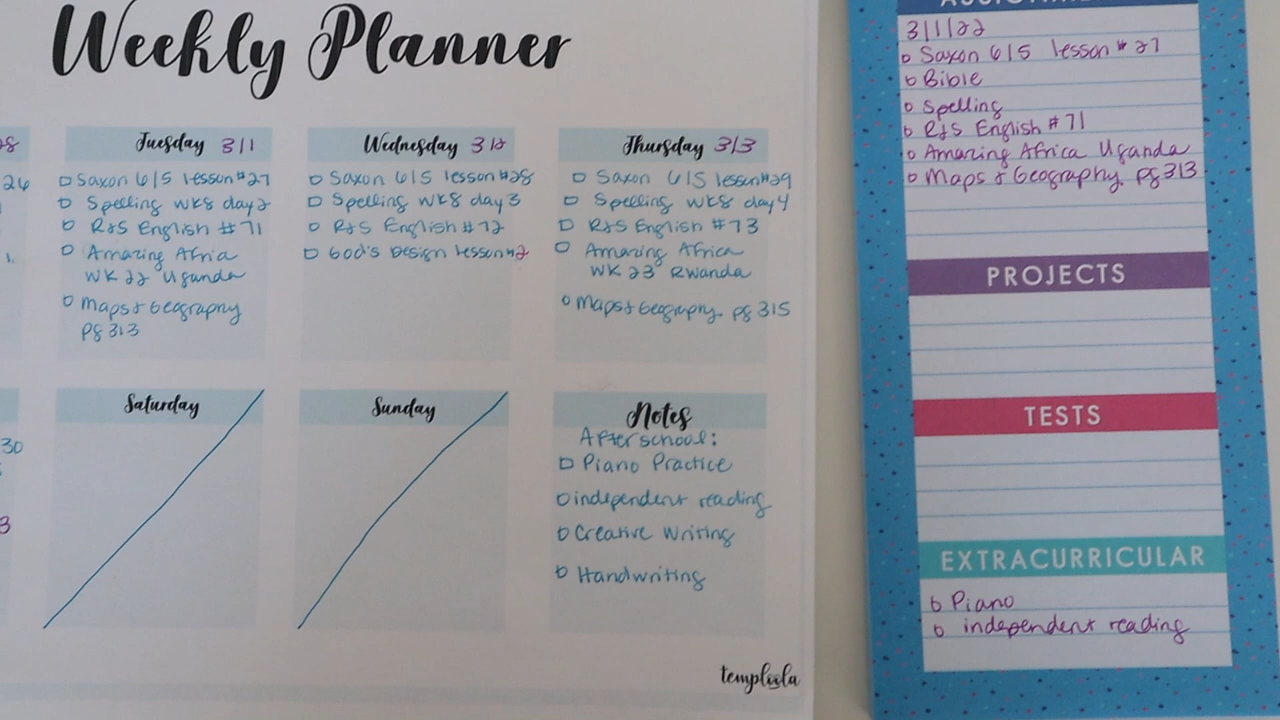 Weekly Planner
Tuesday 3/1
□ Saxon 6/5 lesson #27
□ Spelling WK8 day 2
□ R&S English #71
□ Amazing Africa
WK 22 Uganda
□ Maps & Geography
pg 313
Wednesday 3/2
□ Saxon 6/5 lesson #28
□ Spelling WK8 day 3
□ R&S English #72
□ God's Design lesson #2
Thursday 3/3
□ Saxon 6/5 lesson #29
□ Spelling WK8 day 4
□ R&S English #73
□ Amazing Africa
WK 23 Rwanda
□ Maps & Geography pg 315
26
1.
30
3
Saturday
Sunday
Notes
Afterschool:
□ Piano Practice
□ independent reading
□ Creative Writing
□ Handwriting
temploola
3/1/22
□ Saxon 6/5 lesson # 27
□ Bible
□ Spelling
□ R&S English #71
□ Amazing Africa Uganda
□ Maps & Geography pg 313
PROJECTS
TESTS
EXTRACURRICULAR
□ Piano
□ independent reading